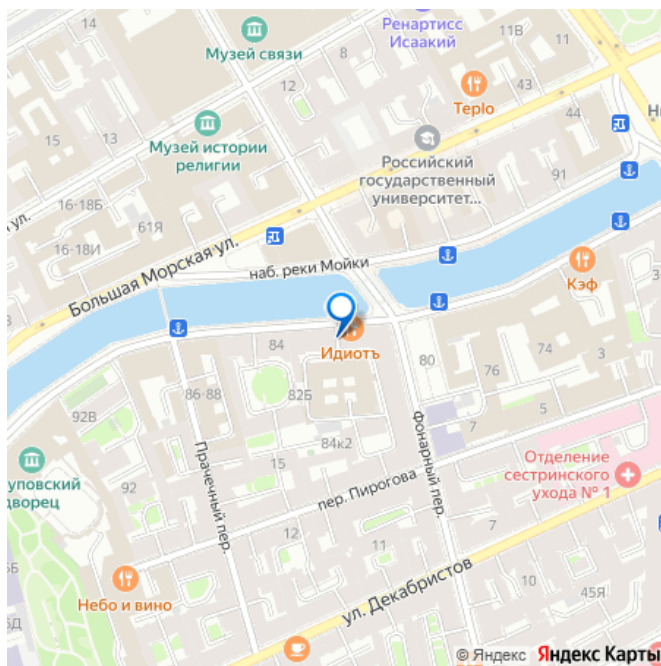 14
Музей связи
8
Ренартисс
Исаакий
11В
11
12
Teplo
43
15
13
Музей истории
религии
44
Российский
государственный
университет...
91
16-18Б
61Я
ул.
16-18И
Большая Морская ул.
наб. реки Мойки
Кэф
84
Идиотъ
80
76
74
3
86-88
82Б
92В
84к2
7
5
Фонарный пер.
Прачечный пер.
15
Отделение
сестринского
ухода № 1
92
пер. Пирогова
12
11
7
ул. Декабристов
10
45Я
Небо и вино
© Яндекс Яндекс Карты